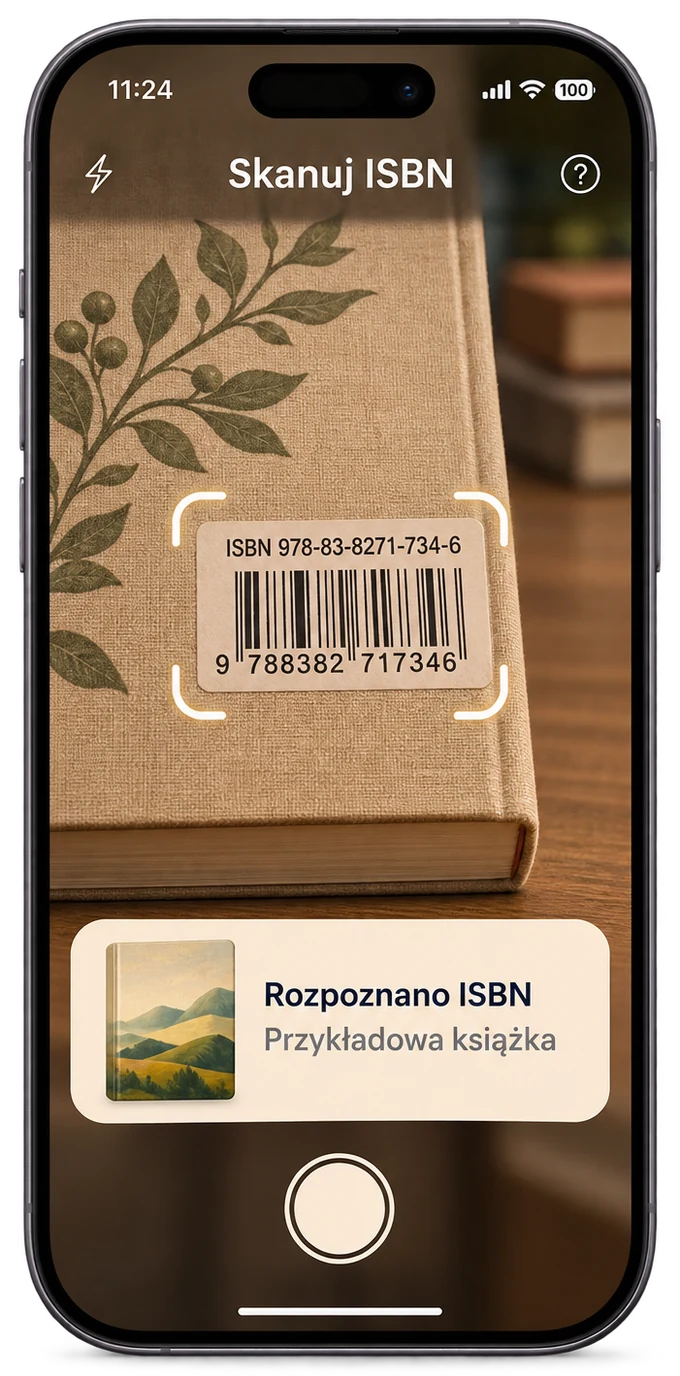 11:24
100
Skanuj ISBN
?
ISBN 978-83-8271-734-6
9 788382 717346
Rozpoznano ISBN
Przykładowa książka